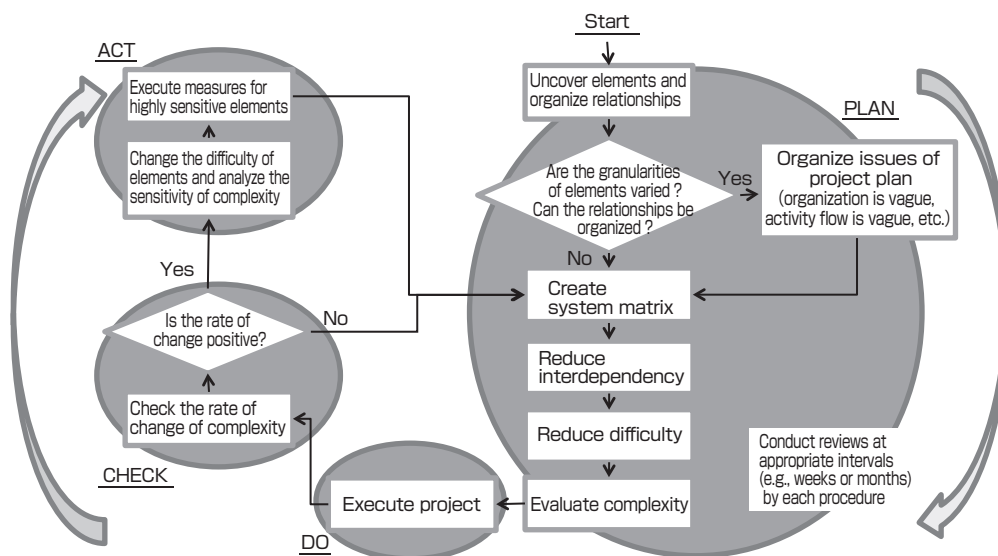 Start
Uncover elements and
organize relationships
PLAN
Are the granularities
of elements varied ?
Can the relationships be
organized ?
Yes
Organize issues of
project plan
(organization is vague,
activity flow is vague, etc.)
No
Create
system matrix
Reduce
interdependency
Reduce difficulty
Evaluate complexity
Conduct reviews at
appropriate intervals
(e.g., weeks or months)
by each procedure
Execute project
DO
CHECK
Check the rate of
change of complexity
Is the rate of
change positive?
No
Yes
ACT
Change the difficulty of
elements and analyze the
sensitivity of complexity
Execute measures for
highly sensitive elements